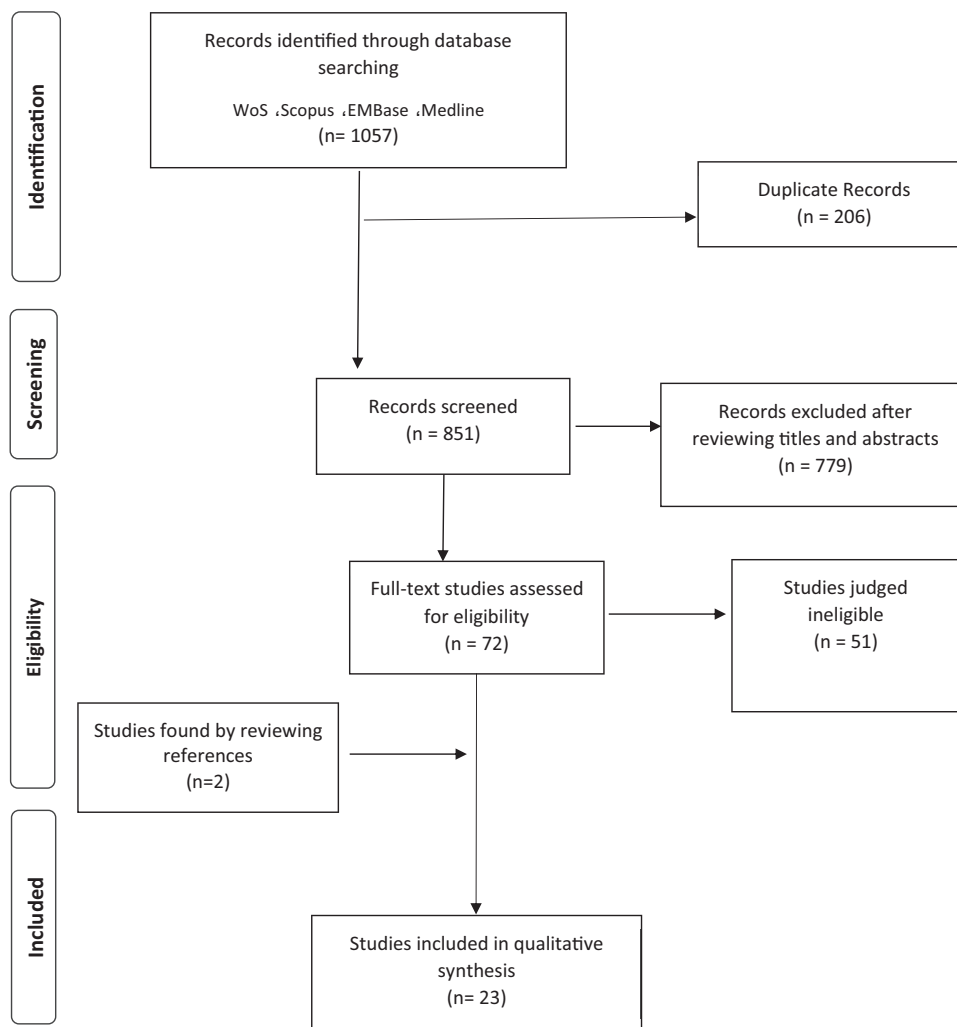 Identification
Records identified through database
searching
WoS ،Scopus ،EMBase ،Medline
(n= 1057)
Duplicate Records
(n = 206)
Screening
Records screened
(n = 851)
Records excluded after
reviewing titles and abstracts
(n = 779)
Eligibility
Full-text studies assessed
for eligibility
(n = 72)
Studies judged
ineligible
(n = 51)
Studies found by reviewing
references
(n=2)
Included
Studies included in qualitative
synthesis
(n= 23)